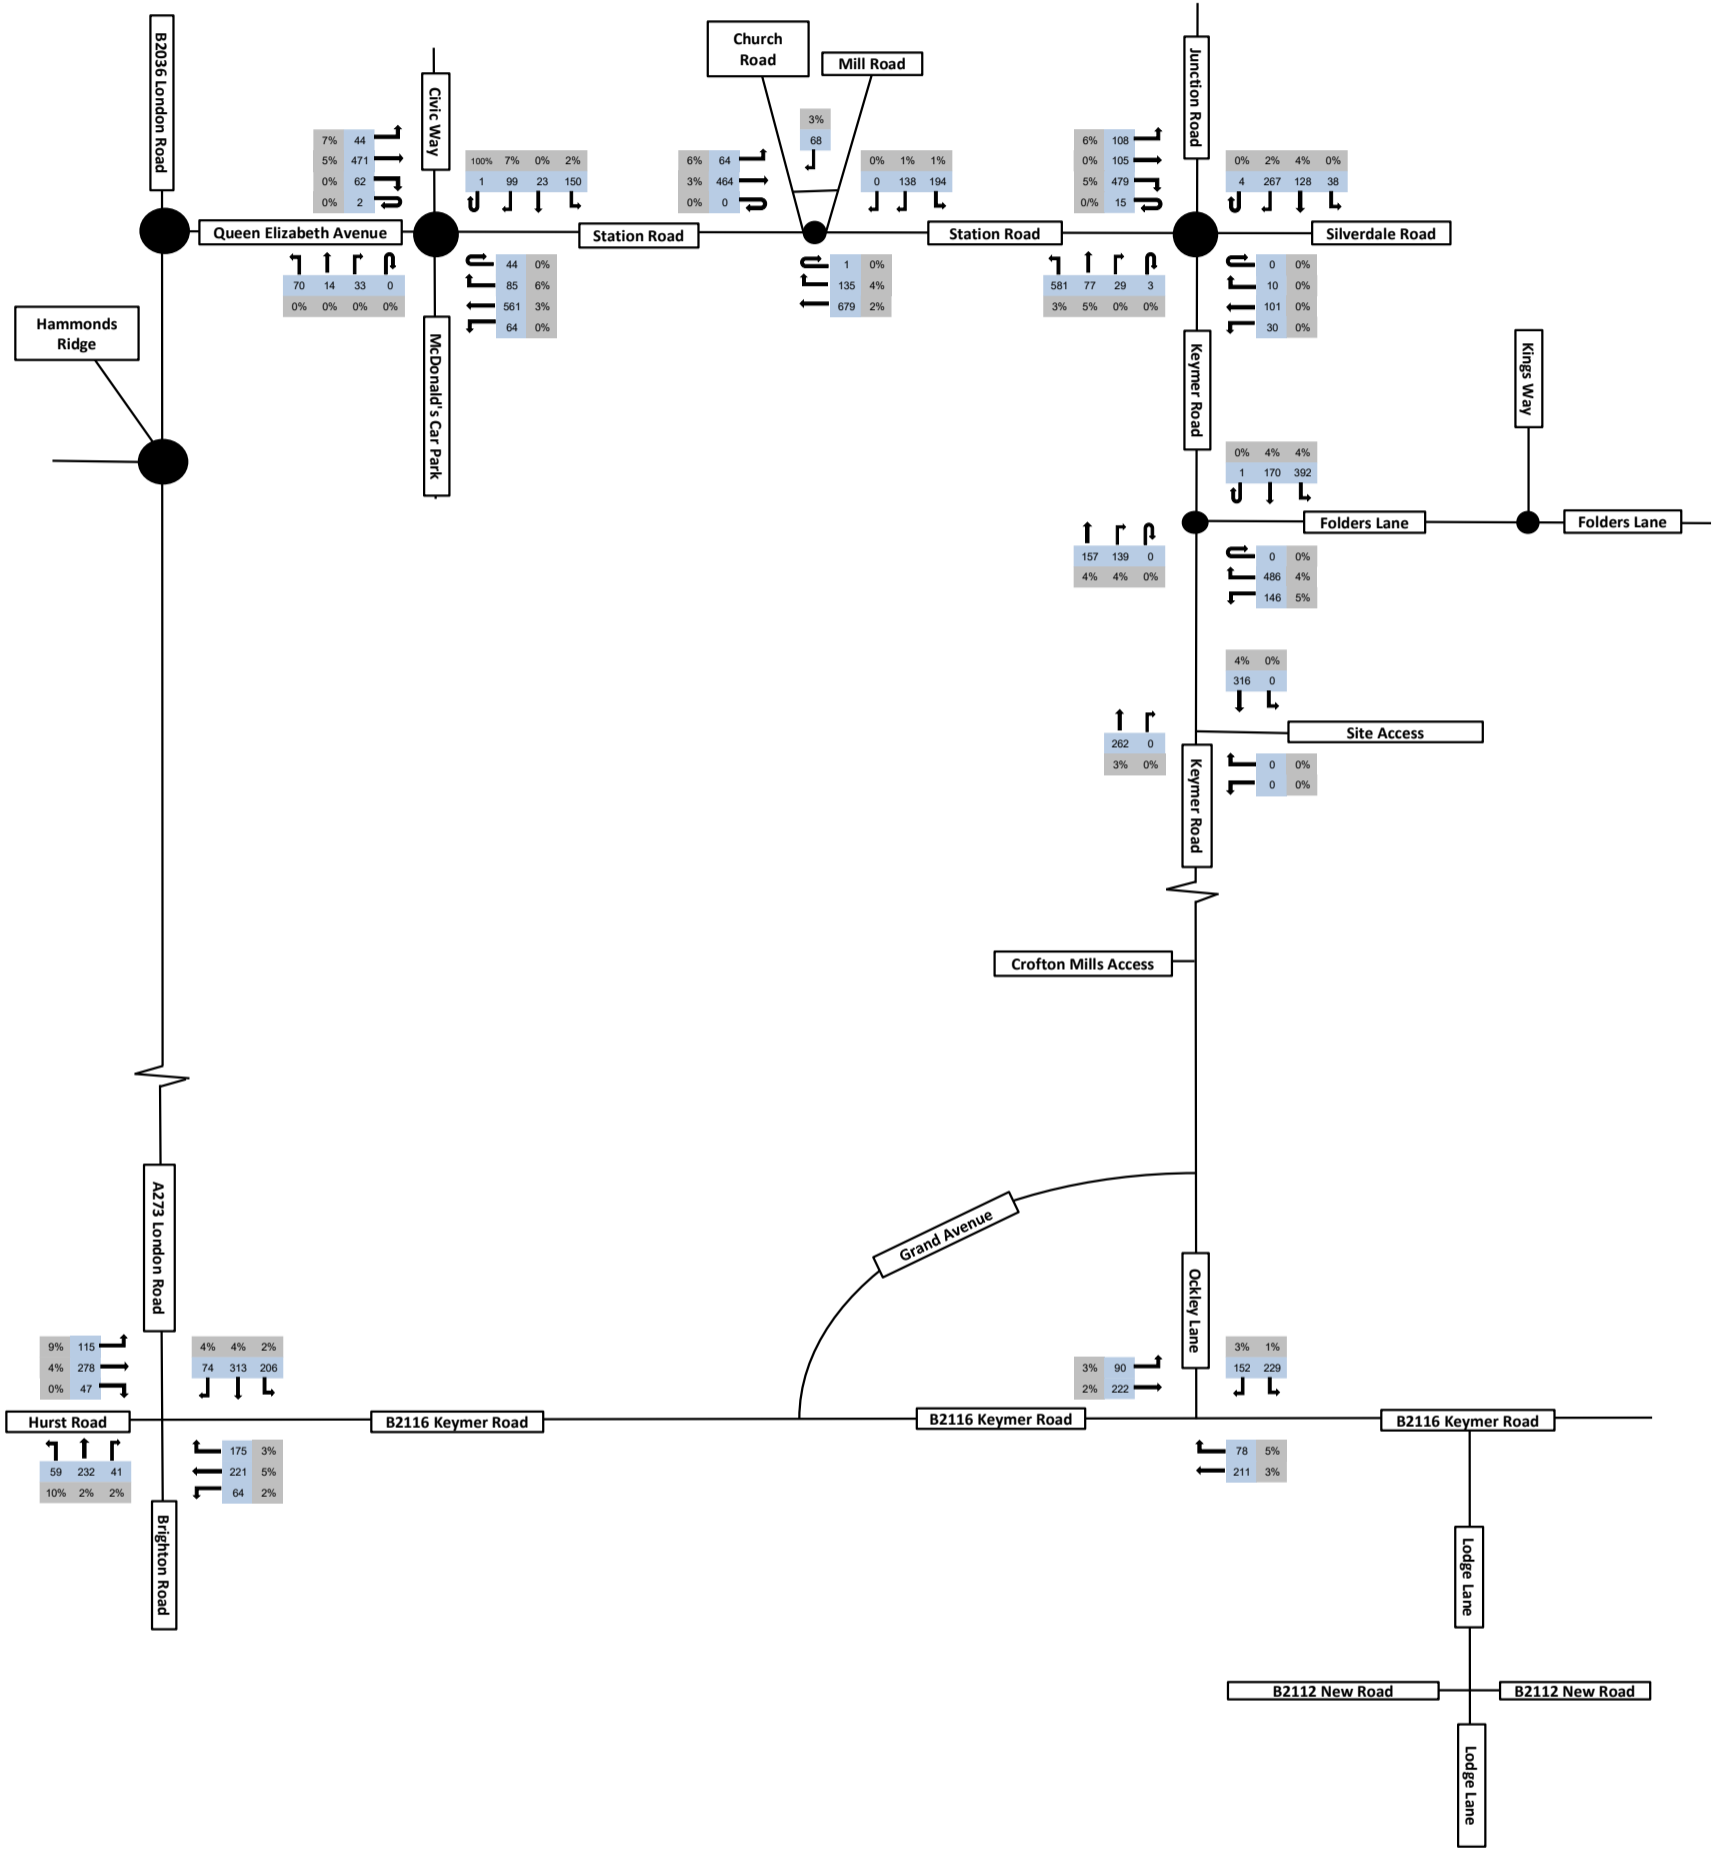 B2036 London Road
Civic Way
Church
Road
Mill Road
Junction Road
3%
68
7% 44
5% 471
0% 62
0% 2
100% 7% 0% 2%
1 99 23 150
6% 64
3% 464
0% 0
0% 1% 1%
0 138 194
6% 108
0% 105
5% 479
0/% 15
0% 2% 4% 0%
4 267 128 38
Queen Elizabeth Avenue
Station Road
Station Road
Silverdale Road
70 14 33 0
0% 0% 0% 0%
44 0%
85 6%
561 3%
64 0%
1 0%
135 4%
679 2%
581 77 29 3
3% 5% 0% 0%
0 0%
10 0%
101 0%
30 0%
Hammonds
Ridge
McDonald's Car Park
Keymer Road
Kings Way
0% 4% 4%
1 170 392
Folders Lane
Folders Lane
157 139 0
4% 4% 0%
0 0%
486 4%
146 5%
4% 0%
316 0
262 0
3% 0%
Site Access
0 0%
0 0%
Keymer Road
Crofton Mills Access
A273 London Road
Grand Avenue
Ockley Lane
9% 115
4% 278
0% 47
4% 4% 2%
74 313 206
3% 90
2% 222
3% 1%
152 229
Hurst Road
B2116 Keymer Road
B2116 Keymer Road
B2116 Keymer Road
59 232 41
10% 2% 2%
175 3%
221 5%
64 2%
78 5%
211 3%
Brighton Road
Lodge Lane
B2112 New Road
B2112 New Road
Lodge Lane